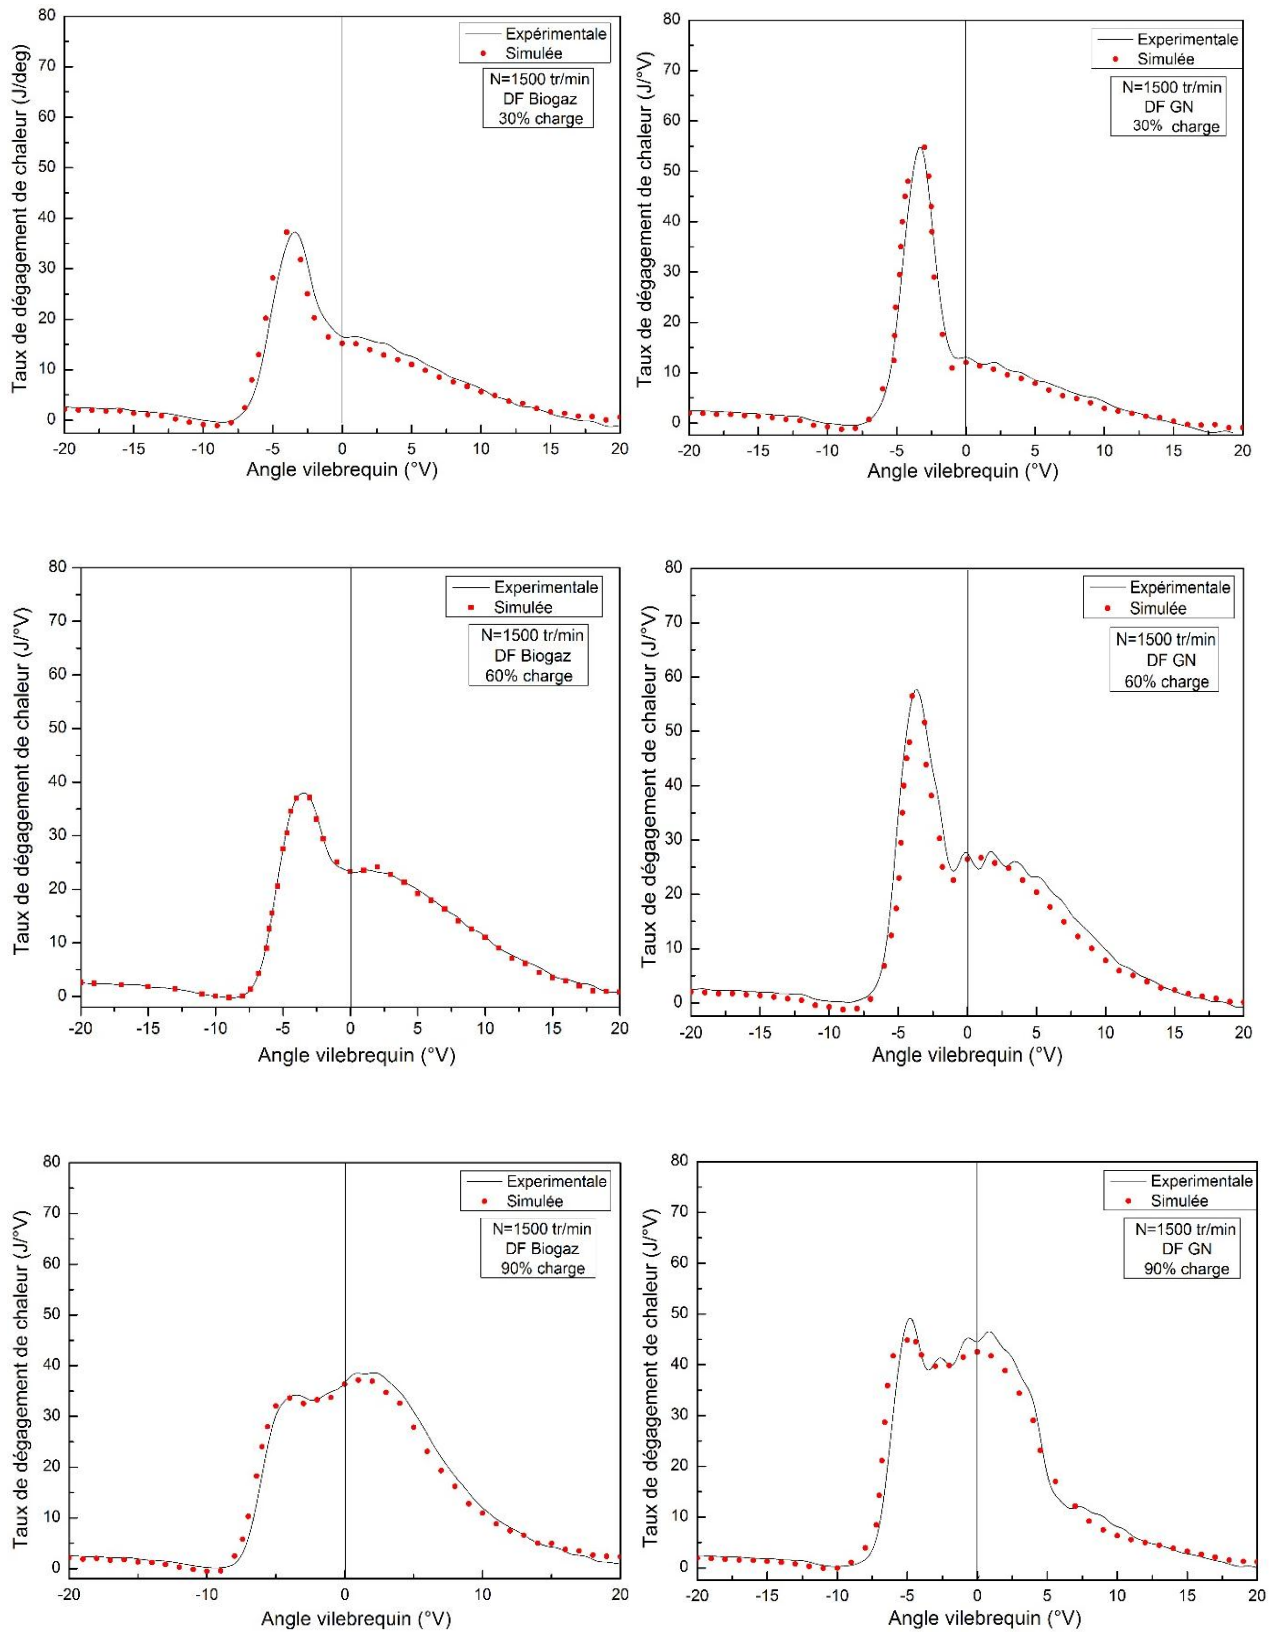 Taux de dégagement de chaleur (J/deg)
80
70
60
50
40
30
20
10
0
Expérimentale
Simulée
N=1500 tr/min
DF Biogaz
30% charge
-20
-15
-10
-5
0
5
10
15
20
Angle vilebrequin (°V)
Taux de dégagement de chaleur (J/°V)
80
70
60
50
40
30
20
10
0
Experimentale
Simulée
N=1500 tr/min
DF GN
30% charge
-20
-15
-10
-5
0
5
10
15
20
Angle vilebrequin (°V)
Taux de dégagement de chaleur (J/°V)
80
70
60
50
40
30
20
10
0
Experimentale
Simulée
N=1500 tr/min
DF Biogaz
60% charge
-20
-15
-10
-5
0
5
10
15
20
Angle vilebrequin (°V)
Taux de dégagement de chaleur (J/°V)
80
70
60
50
40
30
20
10
0
Expérimentale
Simulée
N=1500 tr/min
DF GN
60% charge
-20
-15
-10
-5
0
5
10
15
20
Angle vilebrequin (°V)
Taux de dégagement de chaleur (J/°V)
80
70
60
50
40
30
20
10
0
Experimentale
Simulée
N=1500 tr/min
DF Biogaz
90% charge
-20
-15
-10
-5
0
5
10
15
20
Angle vilebrequin (°V)
Taux de dégagement de chaleur (J/°V)
80
70
60
50
40
30
20
10
0
Experimentale
Simulée
N=1500 tr/min
DF GN
90% charge
-20
-15
-10
-5
0
5
10
15
20
Angle vilebrequin (°V)